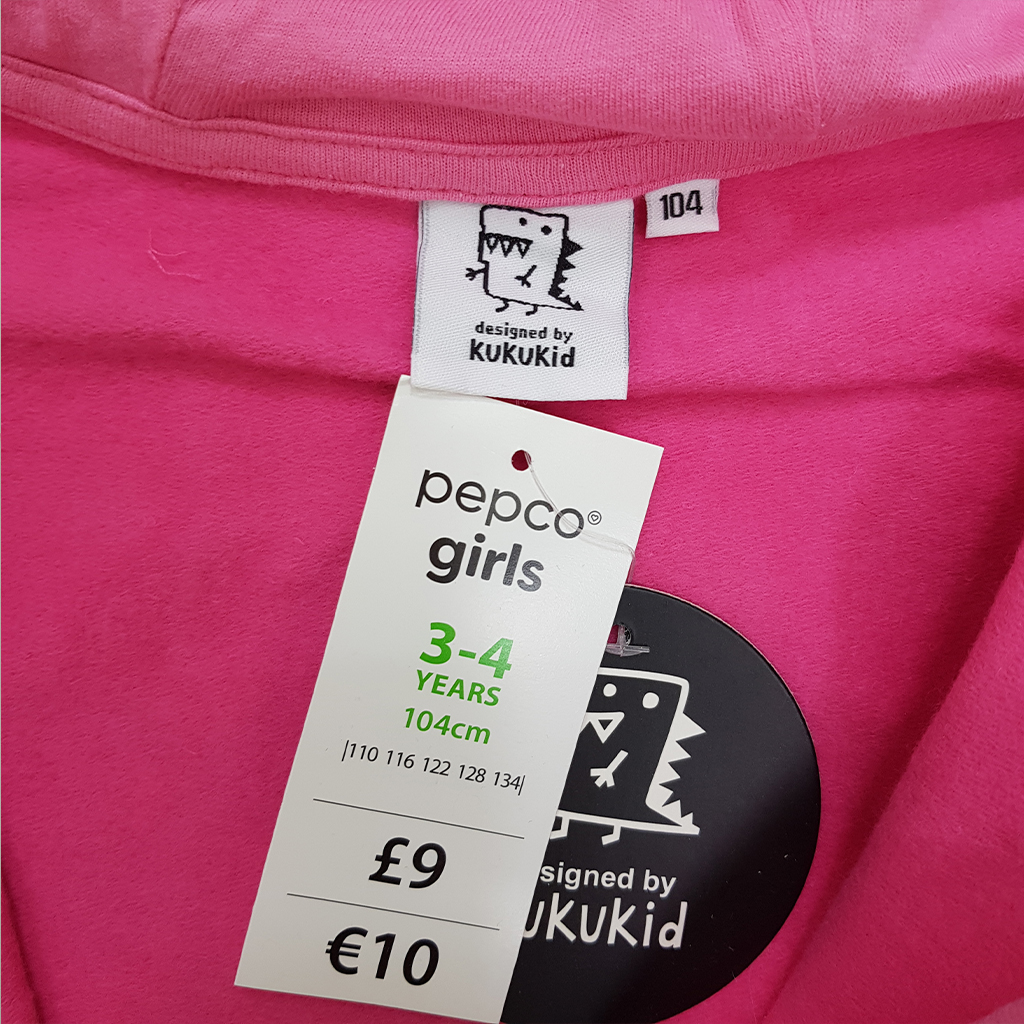 104
designed by
KUKUKid
pepco
girls
3-4
YEARS
104cm
|110 116 122 128 134|
£9
€10
signed by
UKUKid